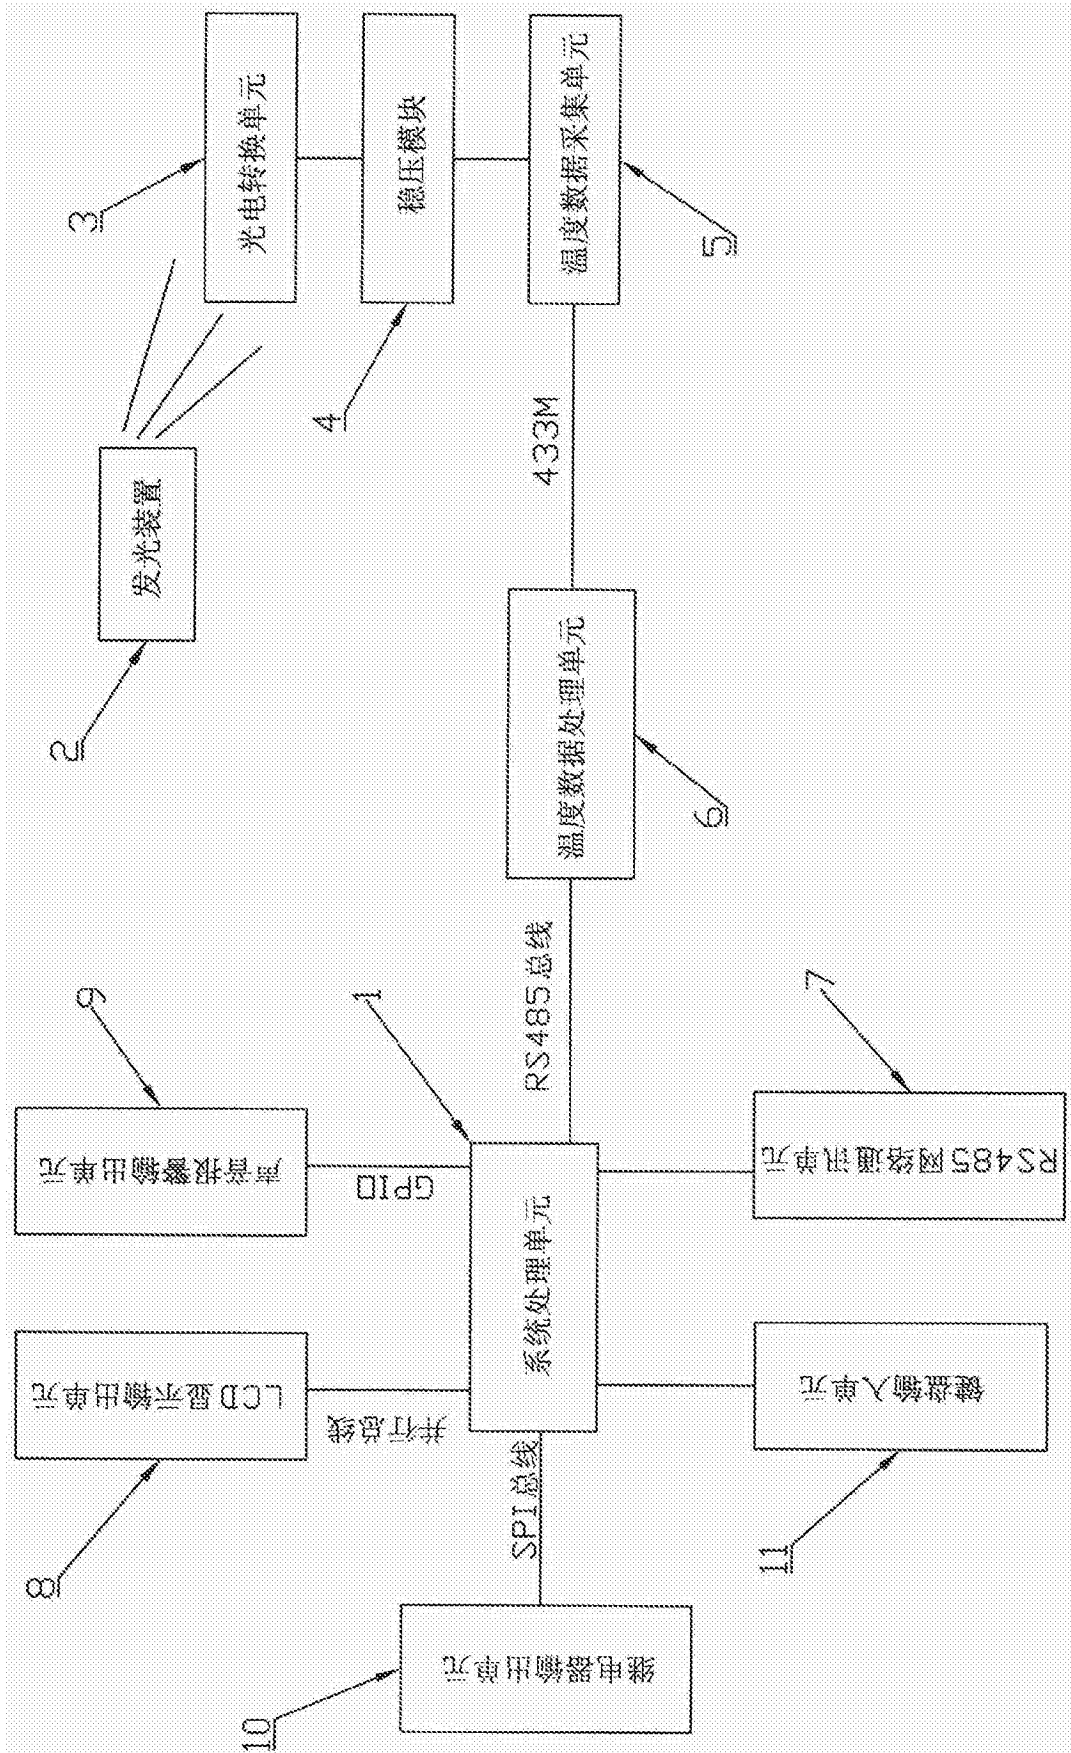 10
继电器输出单元
SPI总线
8
LCD显示输出单元
并行总线
9
声音报警输出单元
GPIO
1
系统处理单元
11
键盘输入单元
7
RS485网络通讯单元
RS485总线
6
温度数据处理单元
433M
2
发光装置
3
光电转换单元
4
稳压模块
5
温度数据采集单元